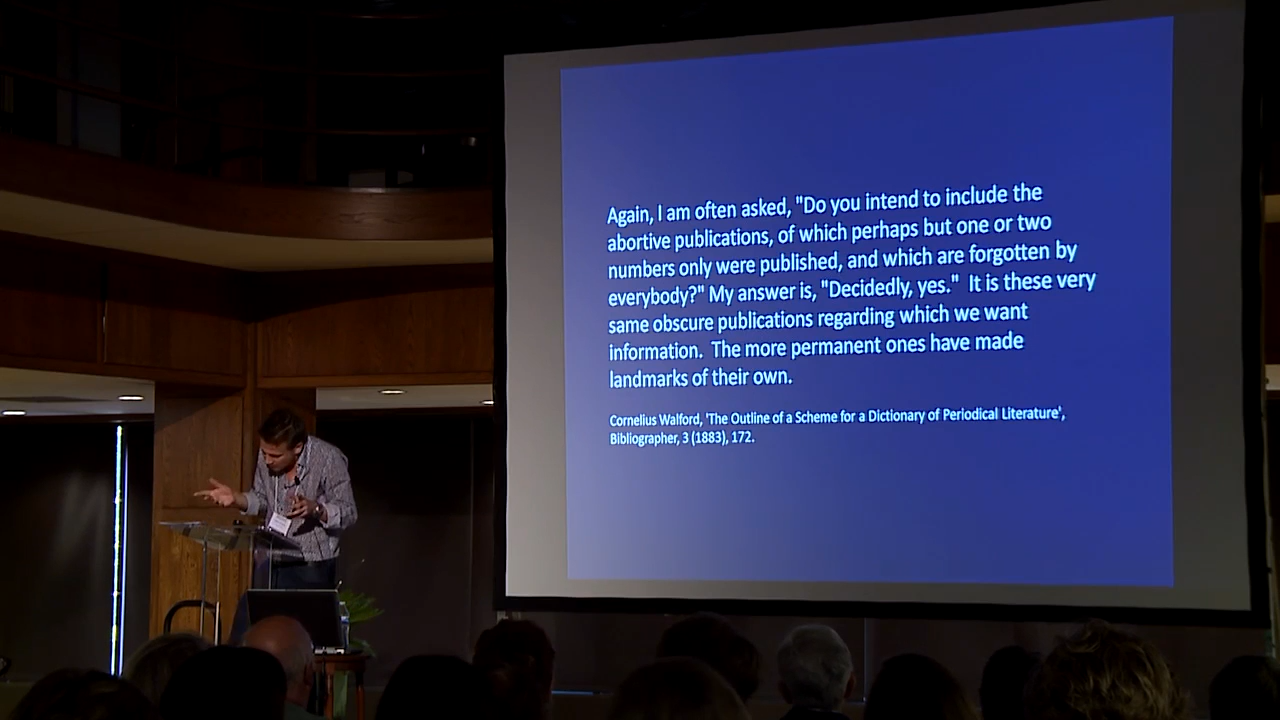 Again, I am often asked, "Do you intend to include the
abortive publications, of which perhaps but one or two
numbers only were published, and which are forgotten by
everybody?" My answer is, "Decidedly, yes."  It is these very
same obscure publications regarding which we want
information.  The more permanent ones have made
landmarks of their own.
Cornelius Walford, 'The Outline of a Scheme for a Dictionary of Periodical Literature',
Bibliographer, 3 (1883), 172.